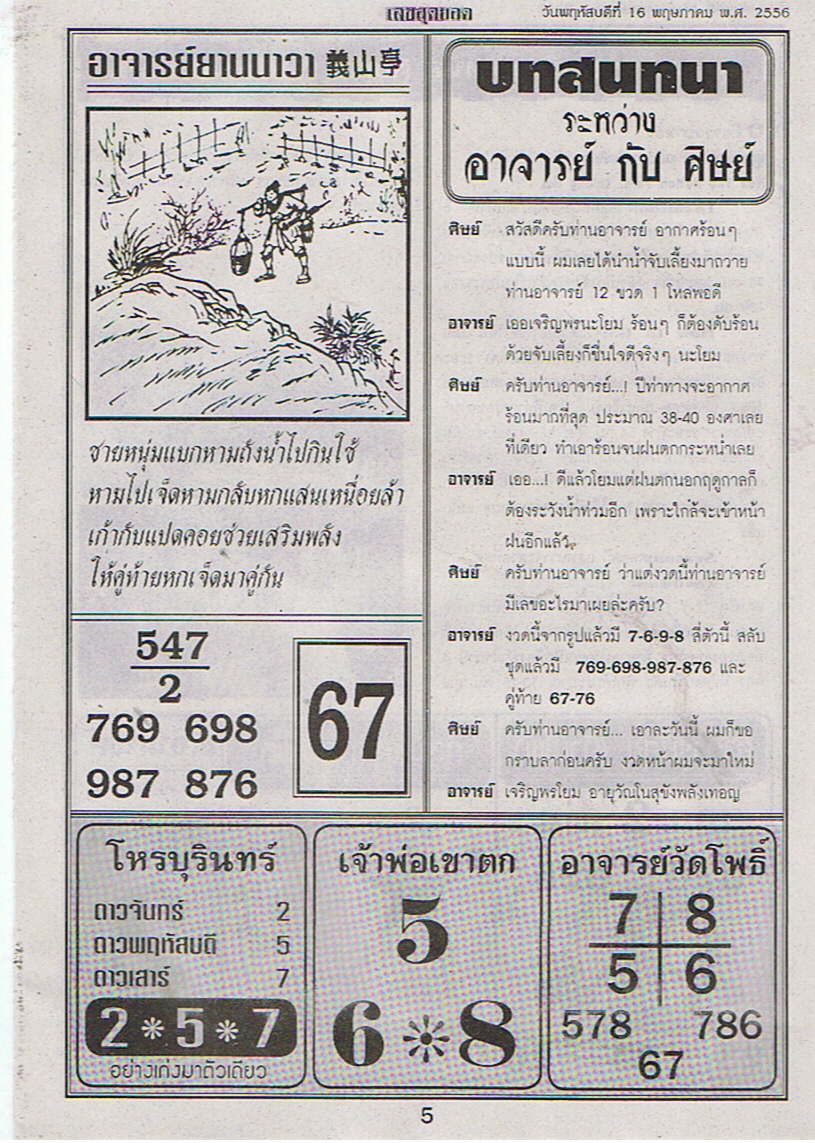 เลขสุดยอด
วันพฤหัสบดีที่ 16 พฤษภาคม พ.ศ. 2556
อาจารย์ยานนาวา 義山亭
ชายหนุ่มแบกหามถังน้ำไปกินใช้
หามไปเจ็ดหามกลับหกแสนเหนื่อยล้า
เก้ากับแปดคอยช่วยเสริมพลัง
ให้คู่ท้ายหกเจ็ดมาคู่กัน
547
2
769 698
987 876
67
บทสนทนา
ระหว่าง
อาจารย์ กับ ศิษย์
ศิษย์ สวัสดีครับท่านอาจารย์ อากาศร้อนๆ
แบบนี้ ผมเลยได้นำน้ำจับเลี้ยงมาถวาย
ท่านอาจารย์ 12 ขวด 1 โหลพอดี
อาจารย์ เออเจริญพรนะโยม ร้อนๆ ก็ต้องดับร้อน
ด้วยจับเลี้ยงก็ชื่นใจดีจริงๆ นะโยม
ศิษย์ ครับท่านอาจารย์...! ปีท่าทางจะอากาศ
ร้อนมากที่สุด ประมาณ 38-40 องศาเลย
ที่เดียว ทำเอาร้อนจนฝนตกกระหน่ำเลย
อาจารย์ เออ...! ดีแล้วโยมแต่ฝนตกนอกฤดูกาลก็
ต้องระวังน้ำท่วมอีก เพราะใกล้จะเข้าหน้า
ฝนอีกแล้ว
ศิษย์ ครับท่านอาจารย์ ว่าแต่งวดนี้ท่านอาจารย์
มีเลขอะไรมาเผยล่ะครับ?
อาจารย์ งวดนี้จากรูปแล้วมี 7-6-9-8 สี่ตัวนี้ สลับ
ชุดแล้วมี 769-698-987-876 และ
คู่ท้าย 67-76
ศิษย์ ครับท่านอาจารย์... เอาละวันนี้ ผมก็ขอ
กราบลาก่อนครับ งวดหน้าผมจะมาใหม่
อาจารย์ เจริญพรโยม อายุวัณโนสุขังพลังเทอญ
โหรบุรินทร์
ดาวจันทร์ 2
ดาวพฤหัสบดี 5
ดาวเสาร์ 7
2 * 5 * 7
อย่างเก่งมาตัวเดียว
เจ้าพ่อเขาตก
5
6 * 8
อาจารย์วัดโพธิ์
7 8
5 6
578 786
67
5